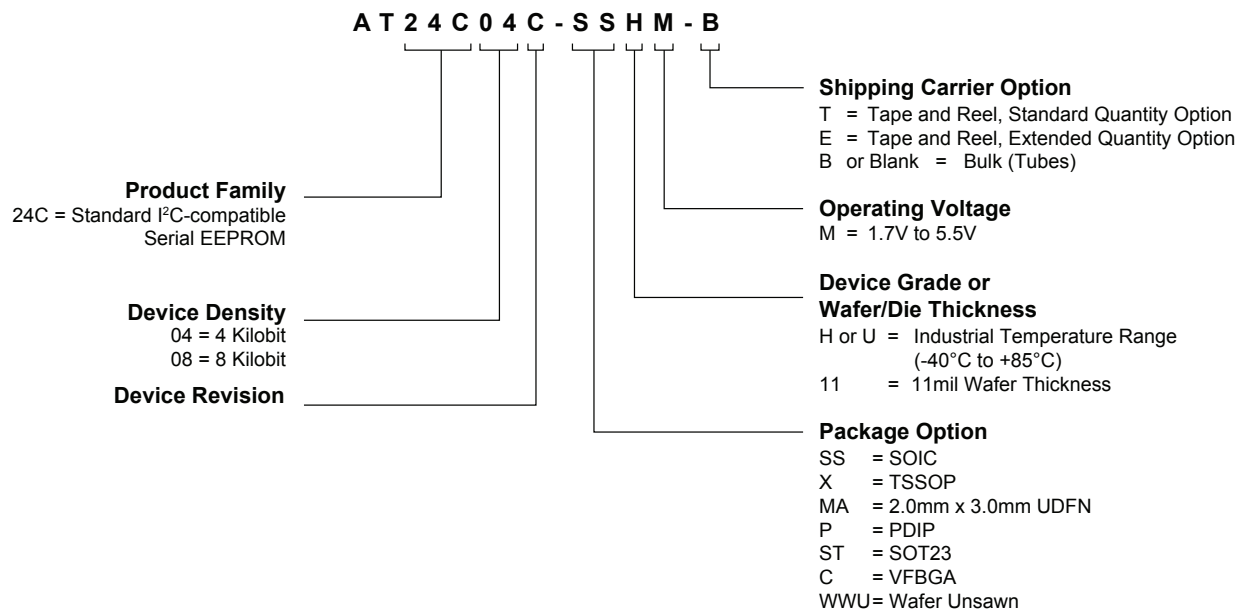 AT24C04C-SSHM-B
Shipping Carrier Option
T = Tape and Reel, Standard Quantity Option
E = Tape and Reel, Extended Quantity Option
B or Blank = Bulk (Tubes)
Product Family
24C = Standard I²C-compatible
Serial EEPROM
Operating Voltage
M = 1.7V to 5.5V
Device Grade or
Wafer/Die Thickness
H or U = Industrial Temperature Range
(-40°C to +85°C)
11 = 11mil Wafer Thickness
Device Density
04 = 4 Kilobit
08 = 8 Kilobit
Device Revision
Package Option
SS = SOIC
X = TSSOP
MA = 2.0mm x 3.0mm UDFN
P = PDIP
ST = SOT23
C = VFBGA
WWU= Wafer Unsawn